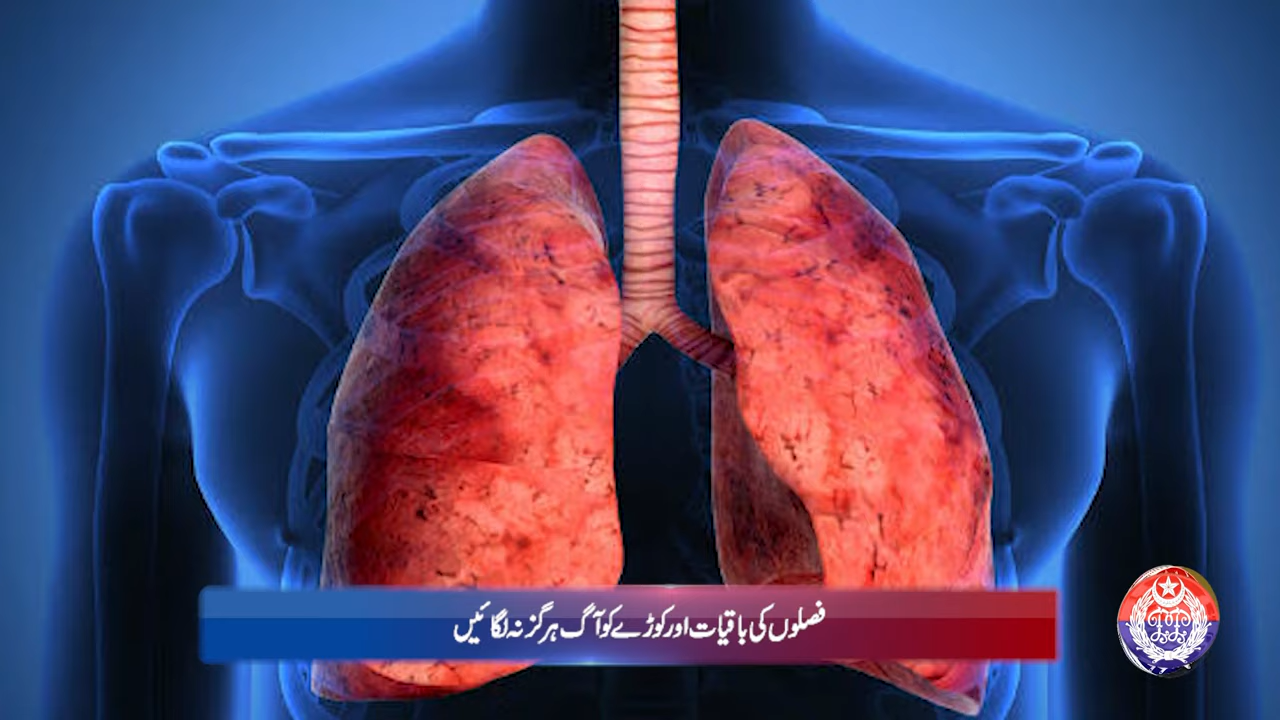 فصلوں کی باقیات اور کوڑے کو آگ ہرگز نہ لگائیں